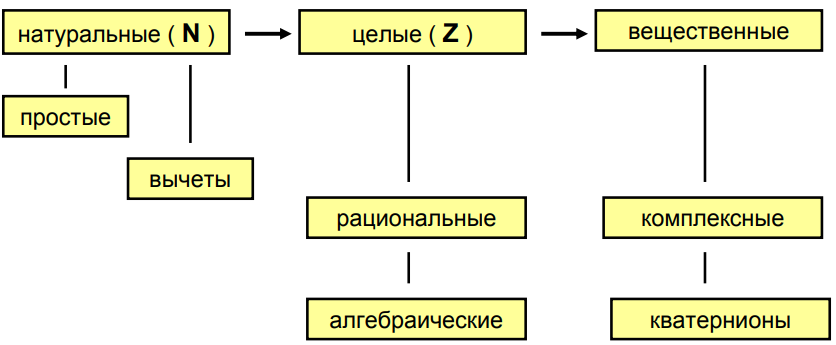 натуральные ( N )
целые ( Z )
вещественные
простые
вычеты
рациональные
комплексные
алгебраические
кватернионы